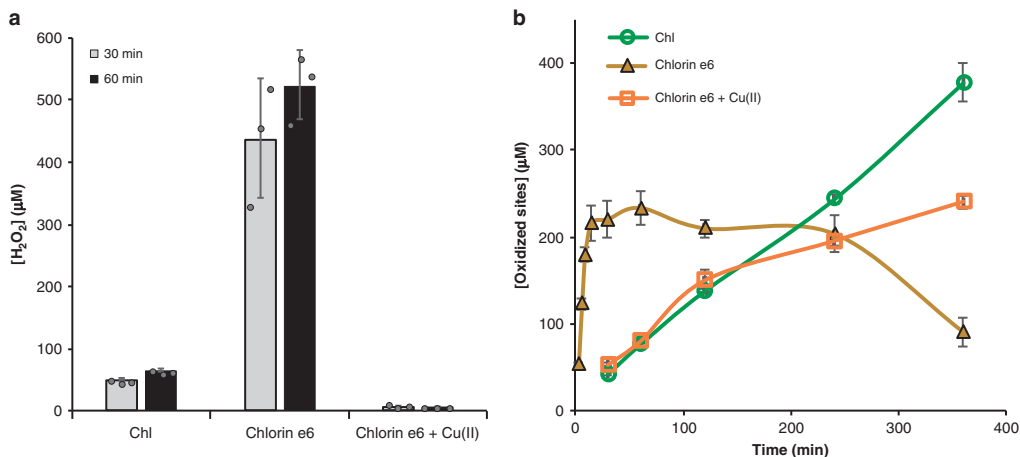 a
[H₂O₂] (μM)
600
500
400
300
200
100
0
30 min
60 min
Chl
Chlorin e6
Chlorin e6 + Cu(II)
b
[Oxidized sites] (μM)
400
300
200
100
0
Chl
Chlorin e6
Chlorin e6 + Cu(II)
0
100
200
300
400
Time (min)